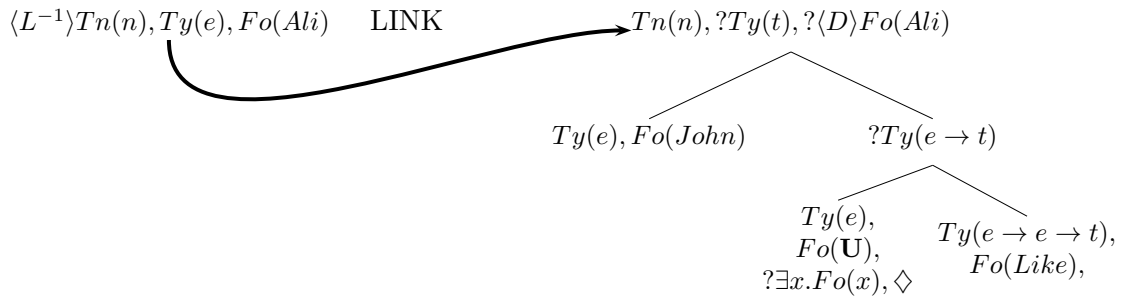 ⟨L⁻¹⟩Tn(n), Ty(e), Fo(Ali) LINK Tn(n), ?Ty(t), ?⟨D⟩Fo(Ali)
Ty(e), Fo(John) ?Ty(e → t)
Ty(e),
Fo(U),
?∃x.Fo(x), ♢
Ty(e → e → t),
Fo(Like),